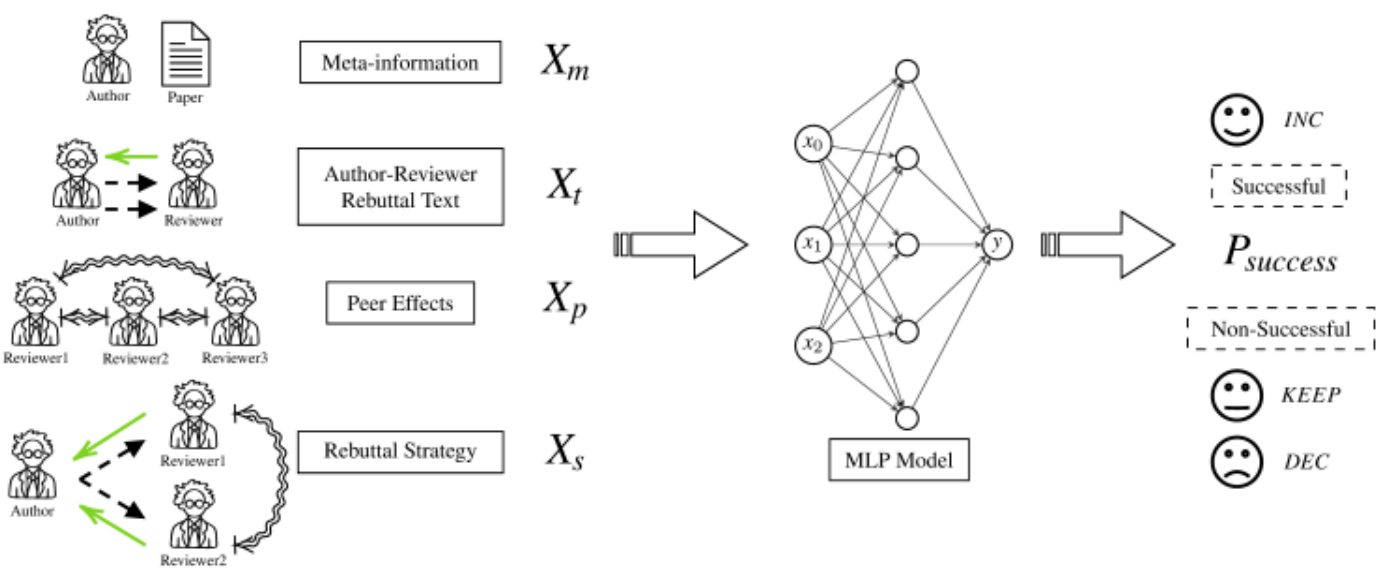 Author
Paper
Meta-information
X_m
Author
Reviewer
Author-Reviewer
Rebuttal Text
X_t
Reviewer1
Reviewer2
Reviewer3
Peer Effects
X_p
Author
Reviewer1
Reviewer2
Rebuttal Strategy
X_s
x_0
x_1
x_2
y
MLP Model
INC
Successful
P_success
Non-Successful
KEEP
DEC